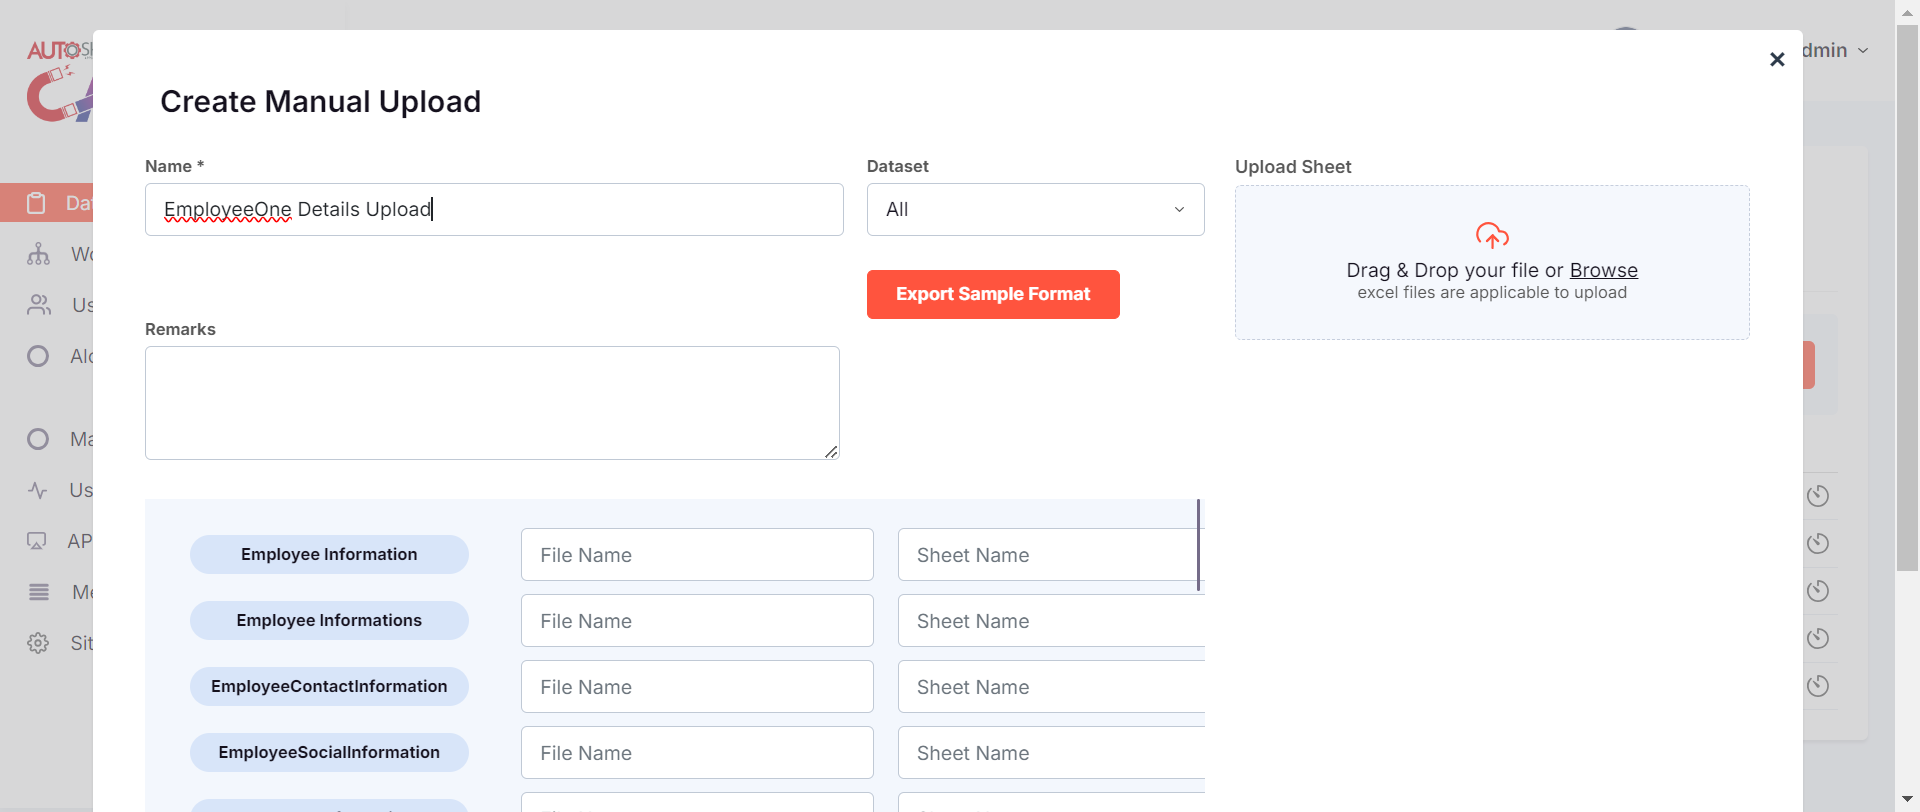 AUTO
dmin
Create Manual Upload
Name *
Dataset
Upload Sheet
EmployeeOne Details Upload
All
Drag & Drop your file or Browse
excel files are applicable to upload
Export Sample Format
Remarks
Da
Wo
Us
Alc
Ma
Us
AP
Me
Sit
Employee Information
File Name
Sheet Name
Employee Informations
File Name
Sheet Name
EmployeeContactInformation
File Name
Sheet Name
EmployeeSocialInformation
File Name
Sheet Name